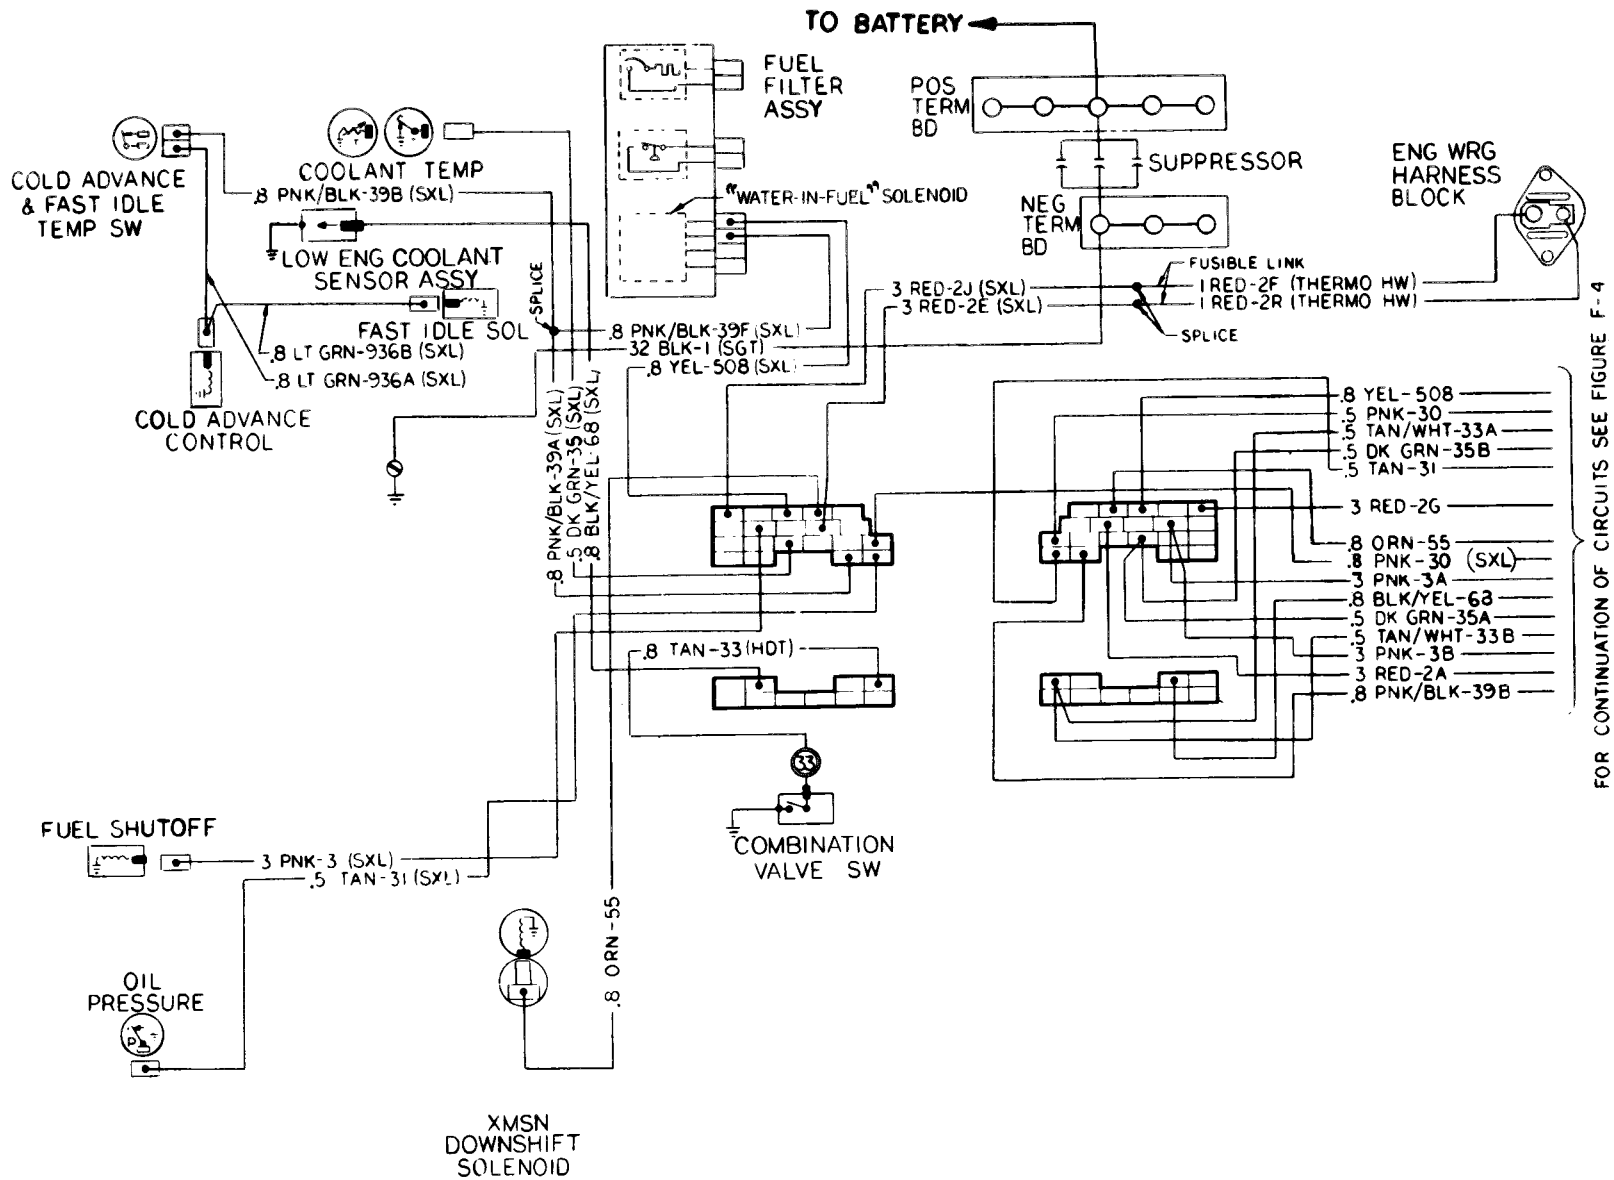 TO BATTERY
FUEL
FILTER
ASSY
POS
TERM
BD
SUPPRESSOR
NEG
TERM
BD
ENG WRG
HARNESS
BLOCK
COLD ADVANCE
& FAST IDLE
TEMP SW
COOLANT TEMP
.8 PNK/BLK-39B (SXL)
"WATER-IN-FUEL" SOLENOID
LOW ENG COOLANT
SENSOR ASSY
SPLICE
FUSIBLE LINK
3 RED-2J (SXL)
1 RED-2F (THERMO HW)
3 RED-2E (SXL)
1 RED-2R (THERMO HW)
SPLICE
FAST IDLE SOL
.8 PNK/BLK-39F (SXL)
32 BLK-1 (SGT)
.8 YEL-508 (SXL)
.8 LT GRN-936B (SXL)
.8 LT GRN-936A (SXL)
COLD ADVANCE
CONTROL
.8 PNK/BLK-39A (SXL)
.5 DK GRN-35 (SXL)
.8 BLK/YEL-68 (SXL)
.8 YEL-508
.5 PNK-30
.5 TAN/WHT-33A
.5 DK GRN-35B
.5 TAN-31
3 RED-2G
.8 ORN-55
.8 PNK-30 (SXL)
3 PNK-3A
.8 BLK/YEL-68
.5 DK GRN-35A
.5 TAN/WHT-33B
3 PNK-3B
3 RED-2A
.8 PNK/BLK-39B
FOR CONTINUATION OF CIRCUITS SEE FIGURE F-4
.8 TAN-33 (HDT)
33
COMBINATION
VALVE SW
FUEL SHUTOFF
3 PNK-3 (SXL)
.5 TAN-31 (SXL)
.8 ORN-55
OIL
PRESSURE
P
XMSN
DOWNSHIFT
SOLENOID